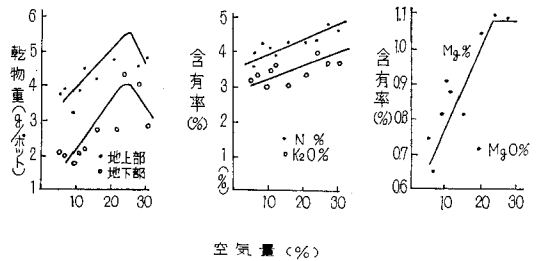 乾物重(g/ポット)
6
5
4
3
2
1
10 20 30
• 地上部
○ 地下部
含有率(%)
5
4
3
2
1
(%)
10 20 30
• N %
○ K2O %
含有率(%)
1.1
1.0
0.9
0.8
0.7
0.6
10 20 30
Mg%
○ MgO%
空気量(%)